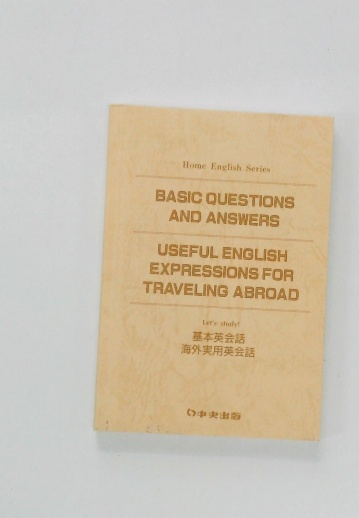 Home English Series
BASIC QUESTIONS
AND ANSWERS
USEFUL ENGLISH
EXPRESSIONS FOR
TRAVELING ABROAD
Let's study!
基本英会話
海外実用英会話
中央出版